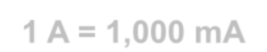 1 A = 1,000 mA